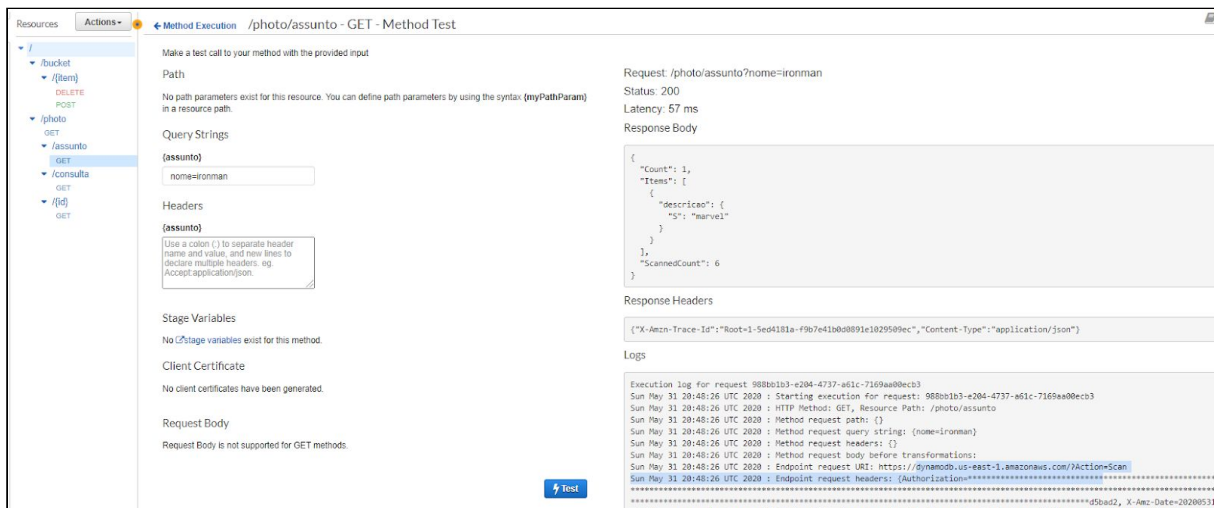 Resources
Actions
Method Execution /photo/assunto - GET - Method Test
/
/bucket
/{item}
DELETE
POST
/photo
GET
/assunto
GET
/consulta
GET
/{id}
GET
Make a test call to your method with the provided input
Path
No path parameters exist for this resource. You can define path parameters by using the syntax {myPathParam}
in a resource path.
Query Strings
{assunto}
nome=ironman
Headers
{assunto}
Use a colon (:) to separate header
name and value, and new lines to
declare multiple headers. eg.
Accept:application/json.
Stage Variables
No stage variables exist for this method.
Client Certificate
No client certificates have been generated.
Request Body
Request Body is not supported for GET methods.
Test
Request: /photo/assunto?nome=ironman
Status: 200
Latency: 57 ms
Response Body
{
"Count": 1,
"Items": [
{
"descricao": {
"S": "marvel"
}
}
],
"ScannedCount": 6
}
Response Headers
{"X-Amzn-Trace-Id":"Root=1-5ed4181a-f9b7e41b0d0891e1029509ec","Content-Type":"application/json"}
Logs
Execution log for request 988bb1b3-e204-4737-a61c-7169aa00ecb3
Sun May 31 20:48:26 UTC 2020 : Starting execution for request: 988bb1b3-e204-4737-a61c-7169aa00ecb3
Sun May 31 20:48:26 UTC 2020 : HTTP Method: GET, Resource Path: /photo/assunto
Sun May 31 20:48:26 UTC 2020 : Method request path: {}
Sun May 31 20:48:26 UTC 2020 : Method request query string: {nome=ironman}
Sun May 31 20:48:26 UTC 2020 : Method request headers: {}
Sun May 31 20:48:26 UTC 2020 : Method request body before transformations:
Sun May 31 20:48:26 UTC 2020 : Endpoint request URI: https://dynamodb.us-east-1.amazonaws.com/?Action=Scan
Sun May 31 20:48:26 UTC 2020 : Endpoint request headers: {Authorization=**********************************************
****************************************************************************************************
****************************************************************************************d5bad2, X-Amz-Date=20200531